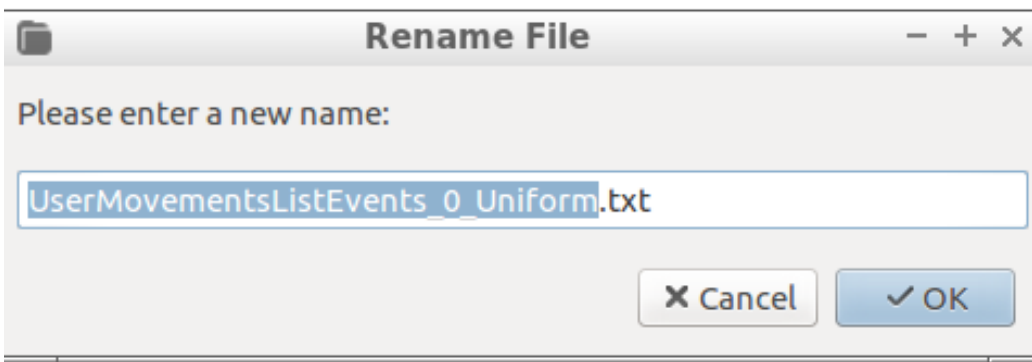 Rename File
Please enter a new name:
UserMovementsListEvents_0_Uniform.txt
Cancel OK